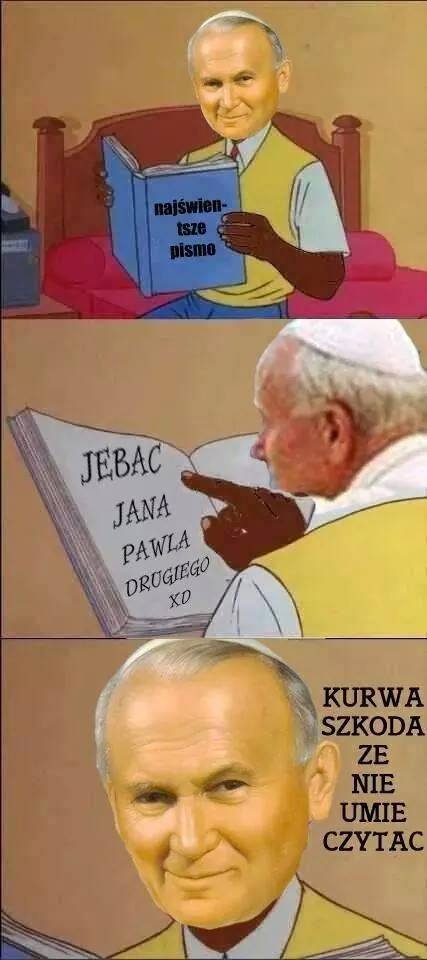 najświen-
tsze
pismo
JEBAC
JANA
PAWLA
DRUGIEGO
XD
KURWA
SZKODA
ZE
NIE
UMIE
CZYTAC